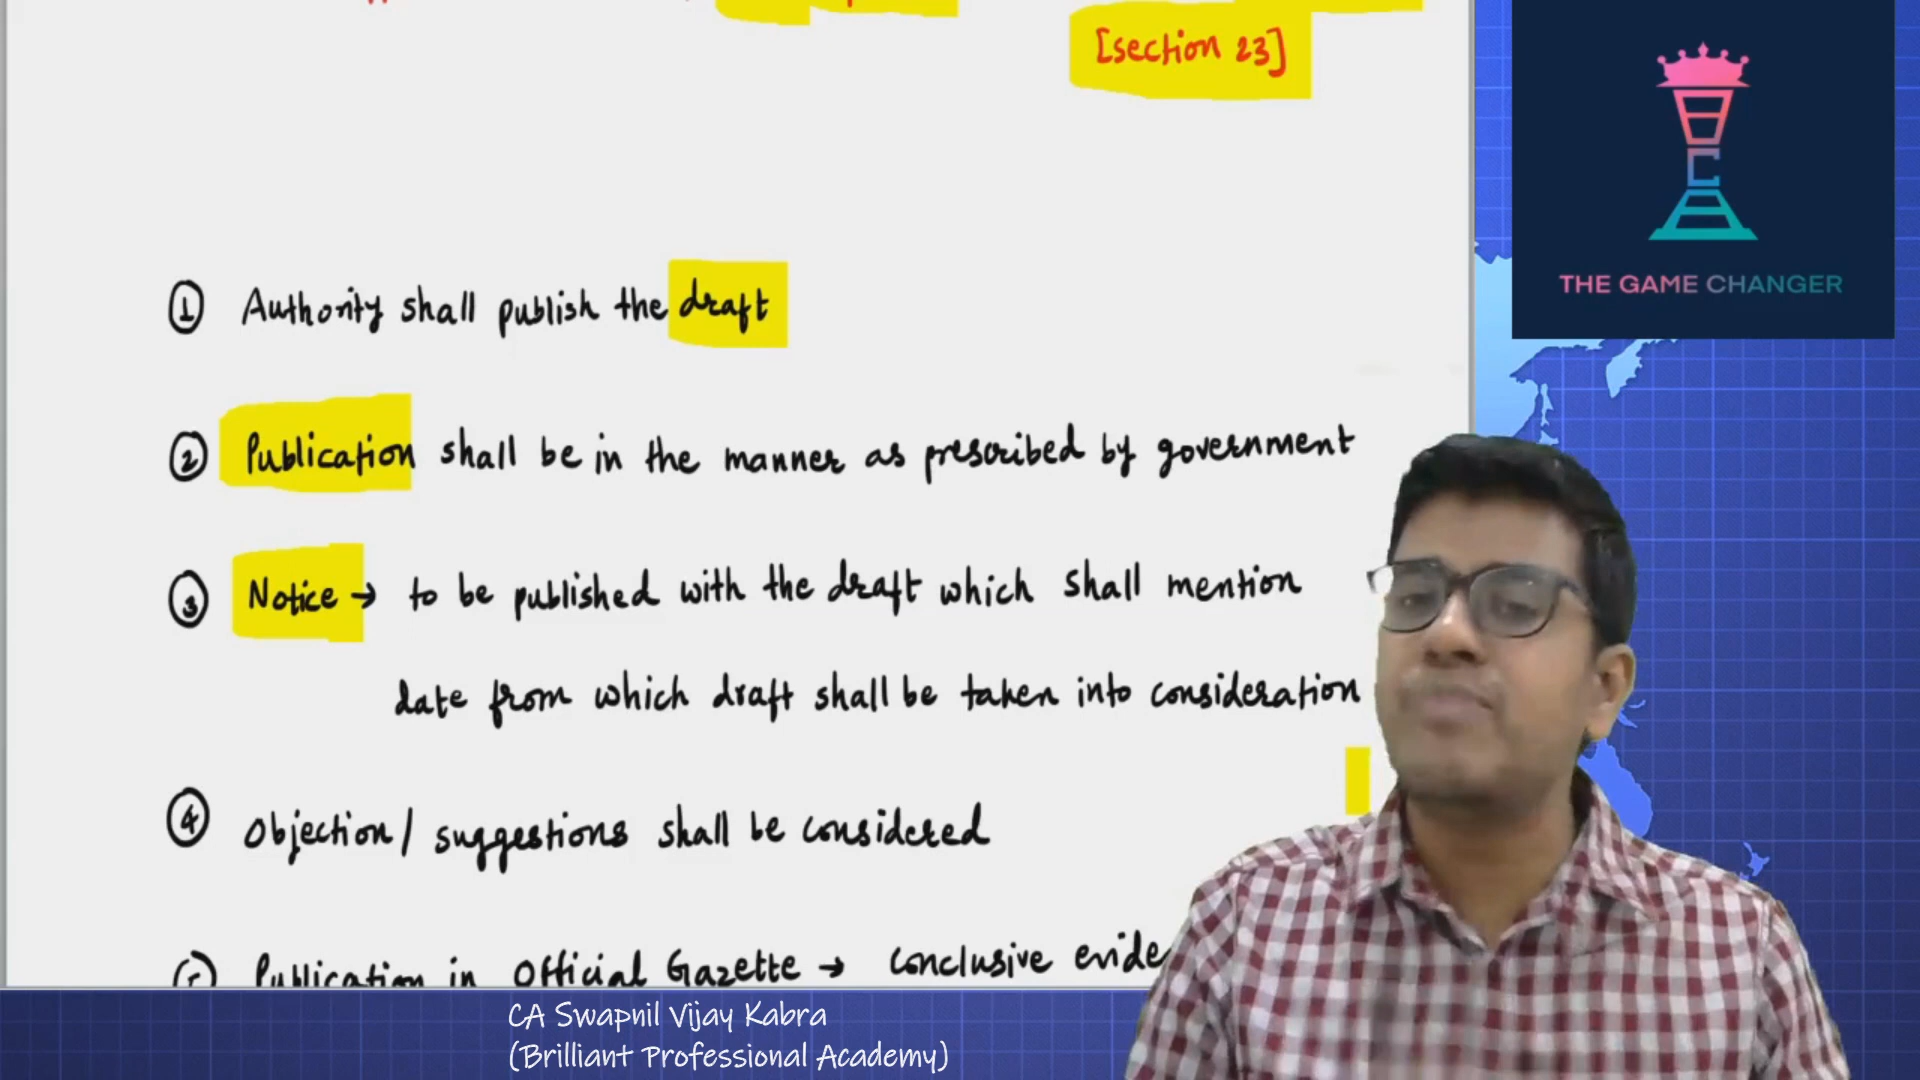 [section 23]
THE GAME CHANGER
① Authority shall publish the draft
② Publication shall be in the manner as prescribed by government
③ Notice → to be published with the draft which shall mention
date from which draft shall be taken into consideration
④ Objection/ suggestions shall be considered
Publication in Official Gazette → conclusive evide
CA Swapnil Vijay Kabra
(Brilliant Professional Academy)